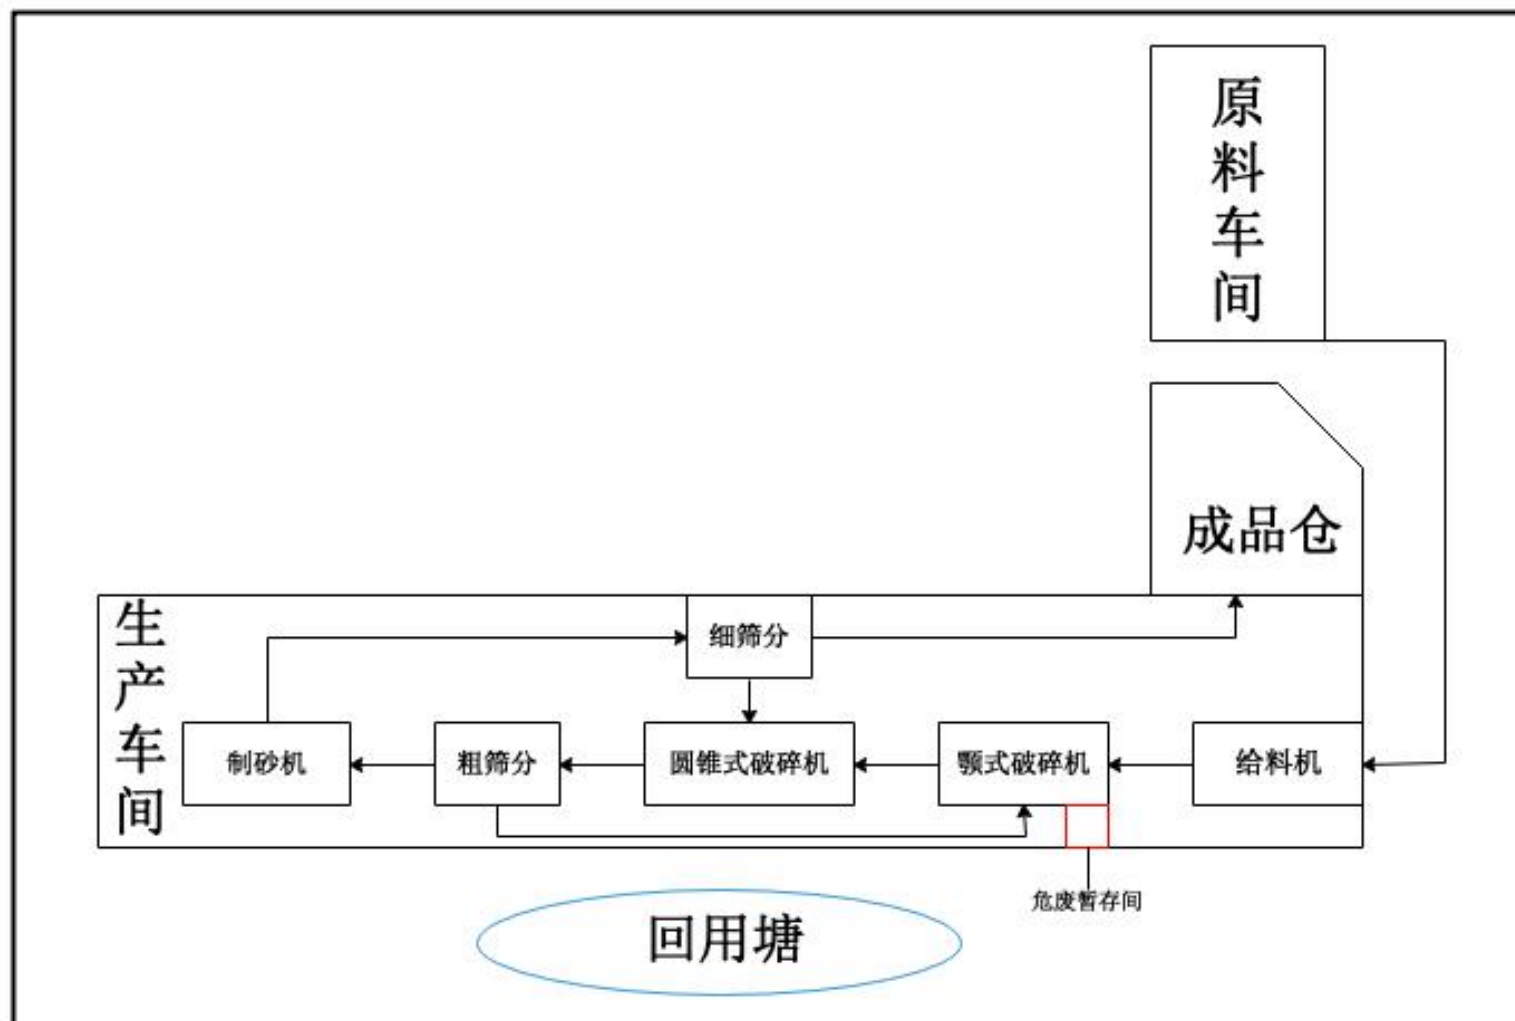 原料车间
成品仓
生产车间
细筛分
制砂机
粗筛分
圆锥式破碎机
颚式破碎机
给料机
危废暂存间
回用塘